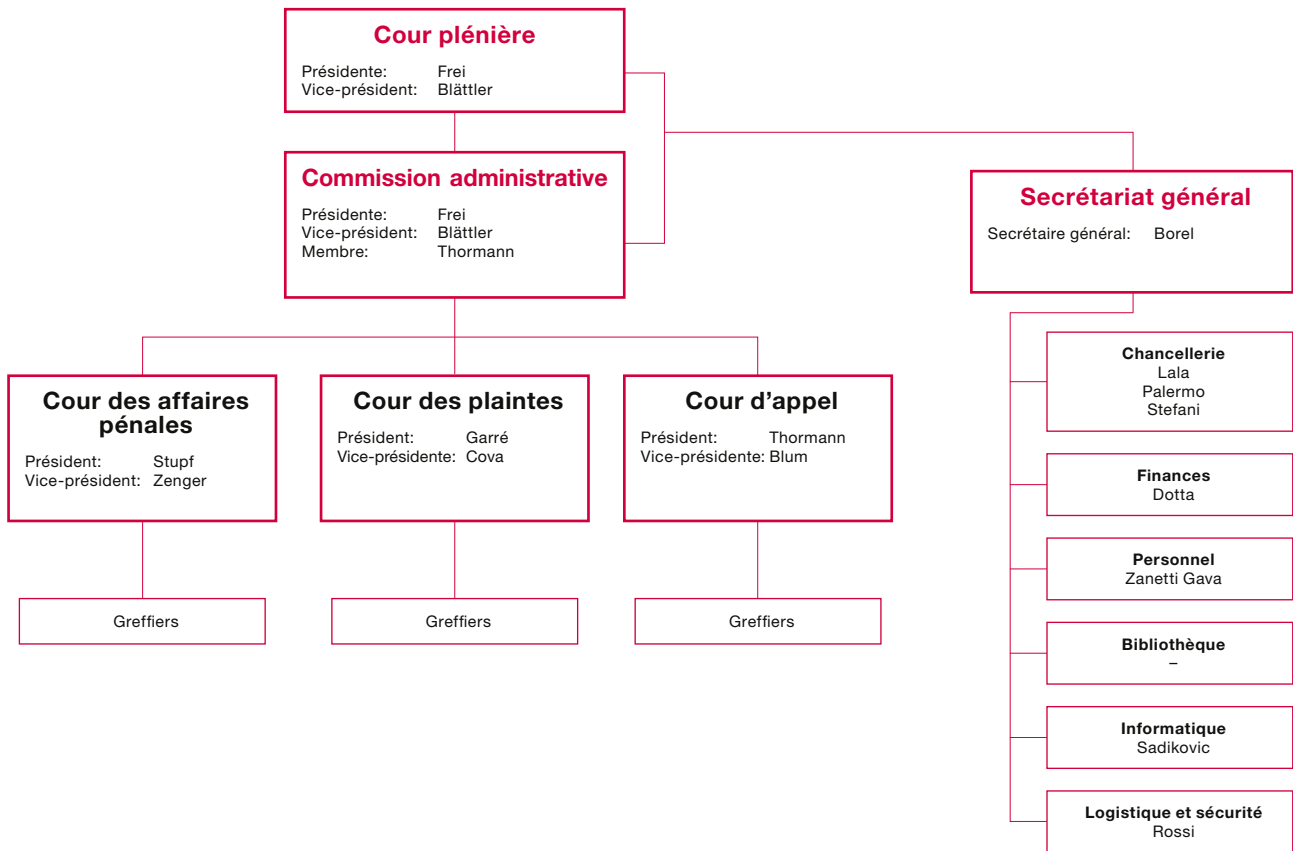 Cour plénière
Présidente: Frei
Vice-président: Blättler
Commission administrative
Présidente: Frei
Vice-président: Blättler
Membre: Thormann
Secrétariat général
Secrétaire général: Borel
Cour des affaires
pénales
Président: Stupf
Vice-président: Zenger
Cour des plaintes
Président: Garré
Vice-présidente: Cova
Cour d’appel
Président: Thormann
Vice-présidente: Blum
Greffiers
Greffiers
Greffiers
Chancellerie
Lala
Palermo
Stefani
Finances
Dotta
Personnel
Zanetti Gava
Bibliothèque
–
Informatique
Sadikovic
Logistique et sécurité
Rossi